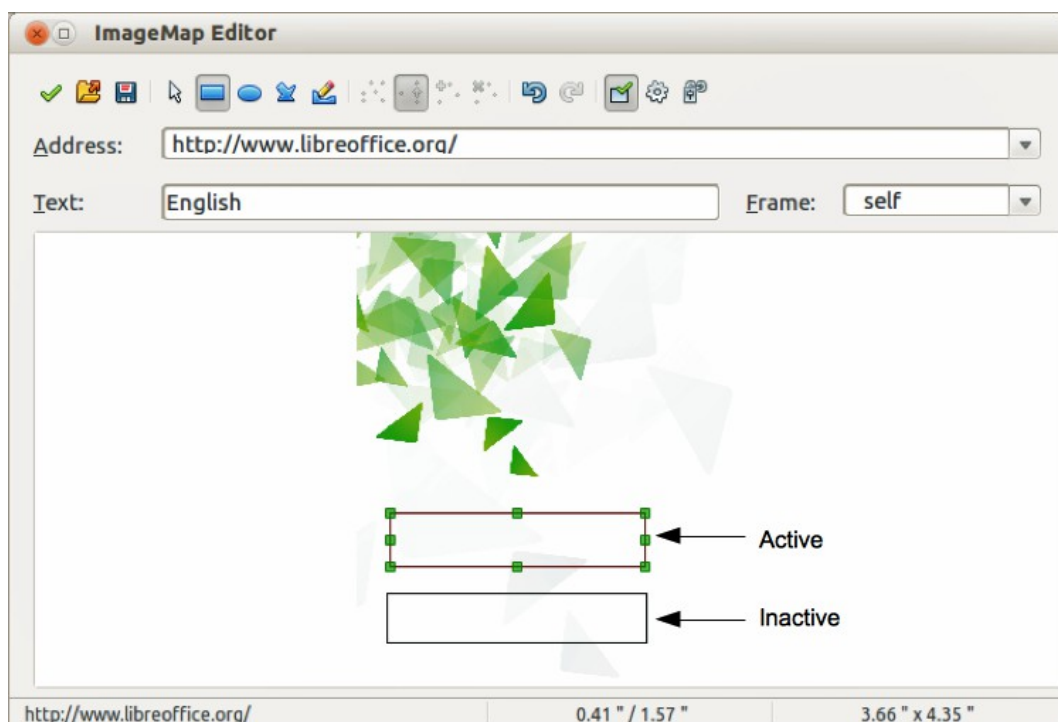 ImageMap Editor
Address: http://www.libreoffice.org/
Text: English Frame: self
Active
Inactive
http://www.libreoffice.org/ 0.41 " / 1.57 " 3.66 " x 4.35 "